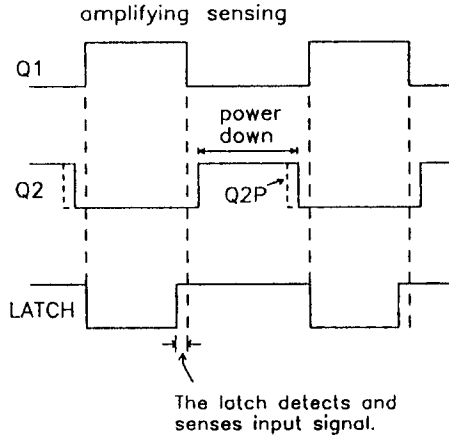 amplifying sensing
Q1
power
down
Q2
Q2P
LATCH
The latch detects and
senses input signal.